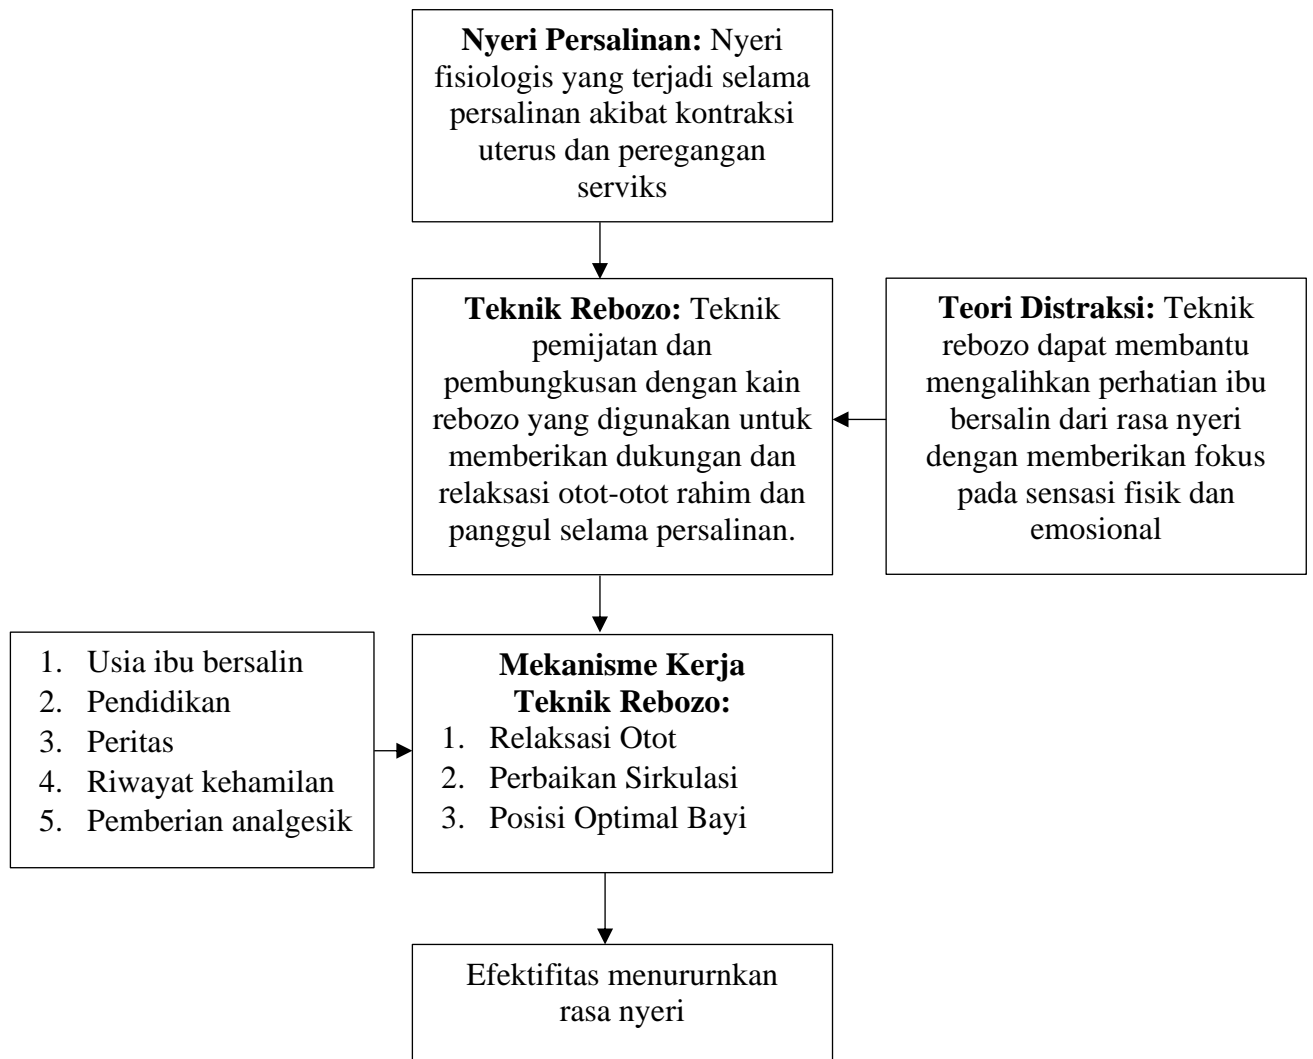 Nyeri Persalinan: Nyeri
fisiologis yang terjadi selama
persalinan akibat kontraksi
uterus dan peregangan
serviks
Teknik Rebozo: Teknik
pemijatan dan
pembungkusan dengan kain
rebozo yang digunakan untuk
memberikan dukungan dan
relaksasi otot-otot rahim dan
panggul selama persalinan.
Teori Distraksi: Teknik
rebozo dapat membantu
mengalihkan perhatian ibu
bersalin dari rasa nyeri
dengan memberikan fokus
pada sensasi fisik dan
emosional
1. Usia ibu bersalin
2. Pendidikan
3. Peritas
4. Riwayat kehamilan
5. Pemberian analgesik
Mekanisme Kerja
Teknik Rebozo:
1. Relaksasi Otot
2. Perbaikan Sirkulasi
3. Posisi Optimal Bayi
Efektifitas menururnkan
rasa nyeri